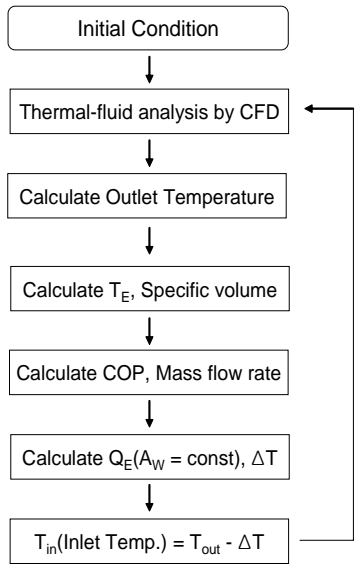 Initial Condition
Thermal-fluid analysis by CFD
Calculate Outlet Temperature
Calculate T_E, Specific volume
Calculate COP, Mass flow rate
Calculate Q_E(A_W = const), ΔT
T_in(Inlet Temp.) = T_out - ΔT